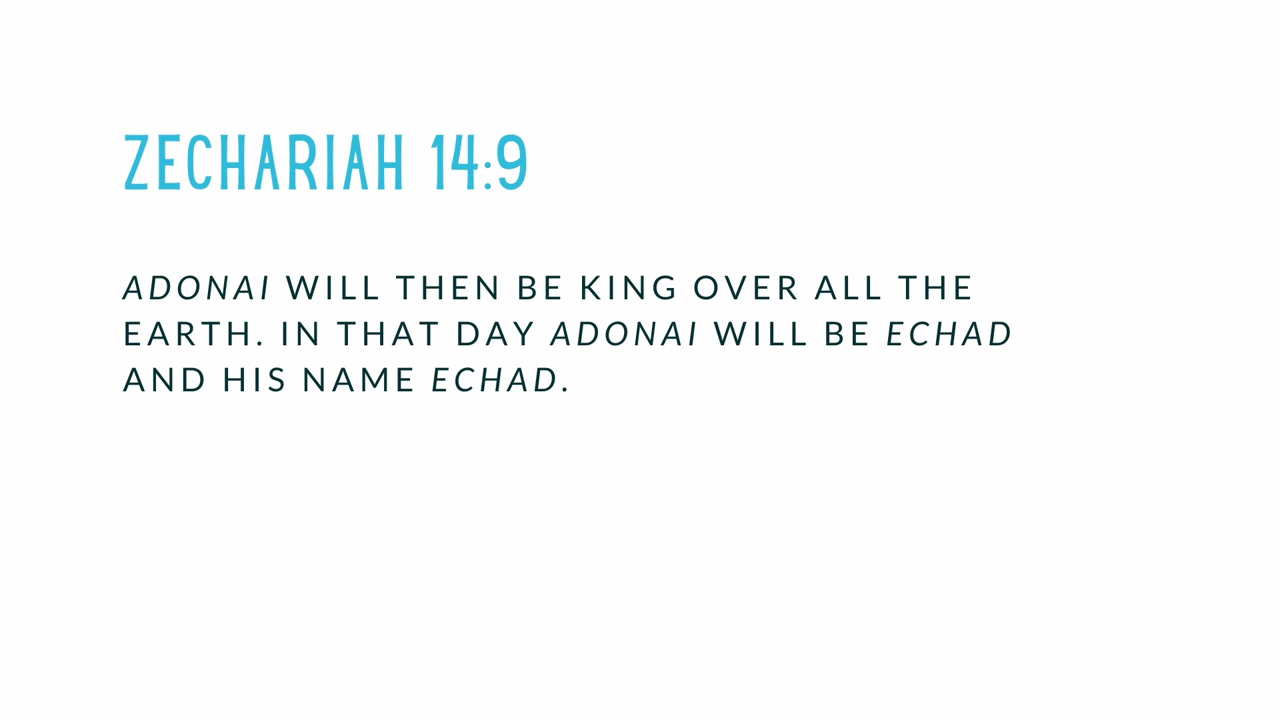 ZECHARIAH 14:9
ADONAI WILL THEN BE KING OVER ALL THE
EARTH. IN THAT DAY ADONAI WILL BE ECHAD
AND HIS NAME ECHAD.